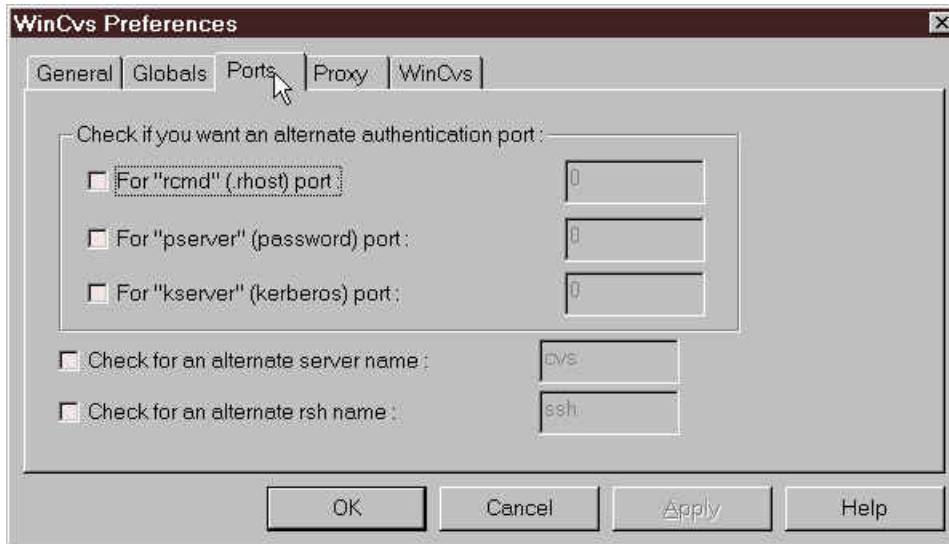 WinCvs Preferences
General Globals Ports Proxy WinCvs
Check if you want an alternate authentication port :
For "rcmd" (.rhost) port : 0
For "pserver" (password) port : 0
For "kserver" (kerberos) port : 0
Check for an alternate server name : cvs
Check for an alternate rsh name : ssh
OK Cancel Apply Help